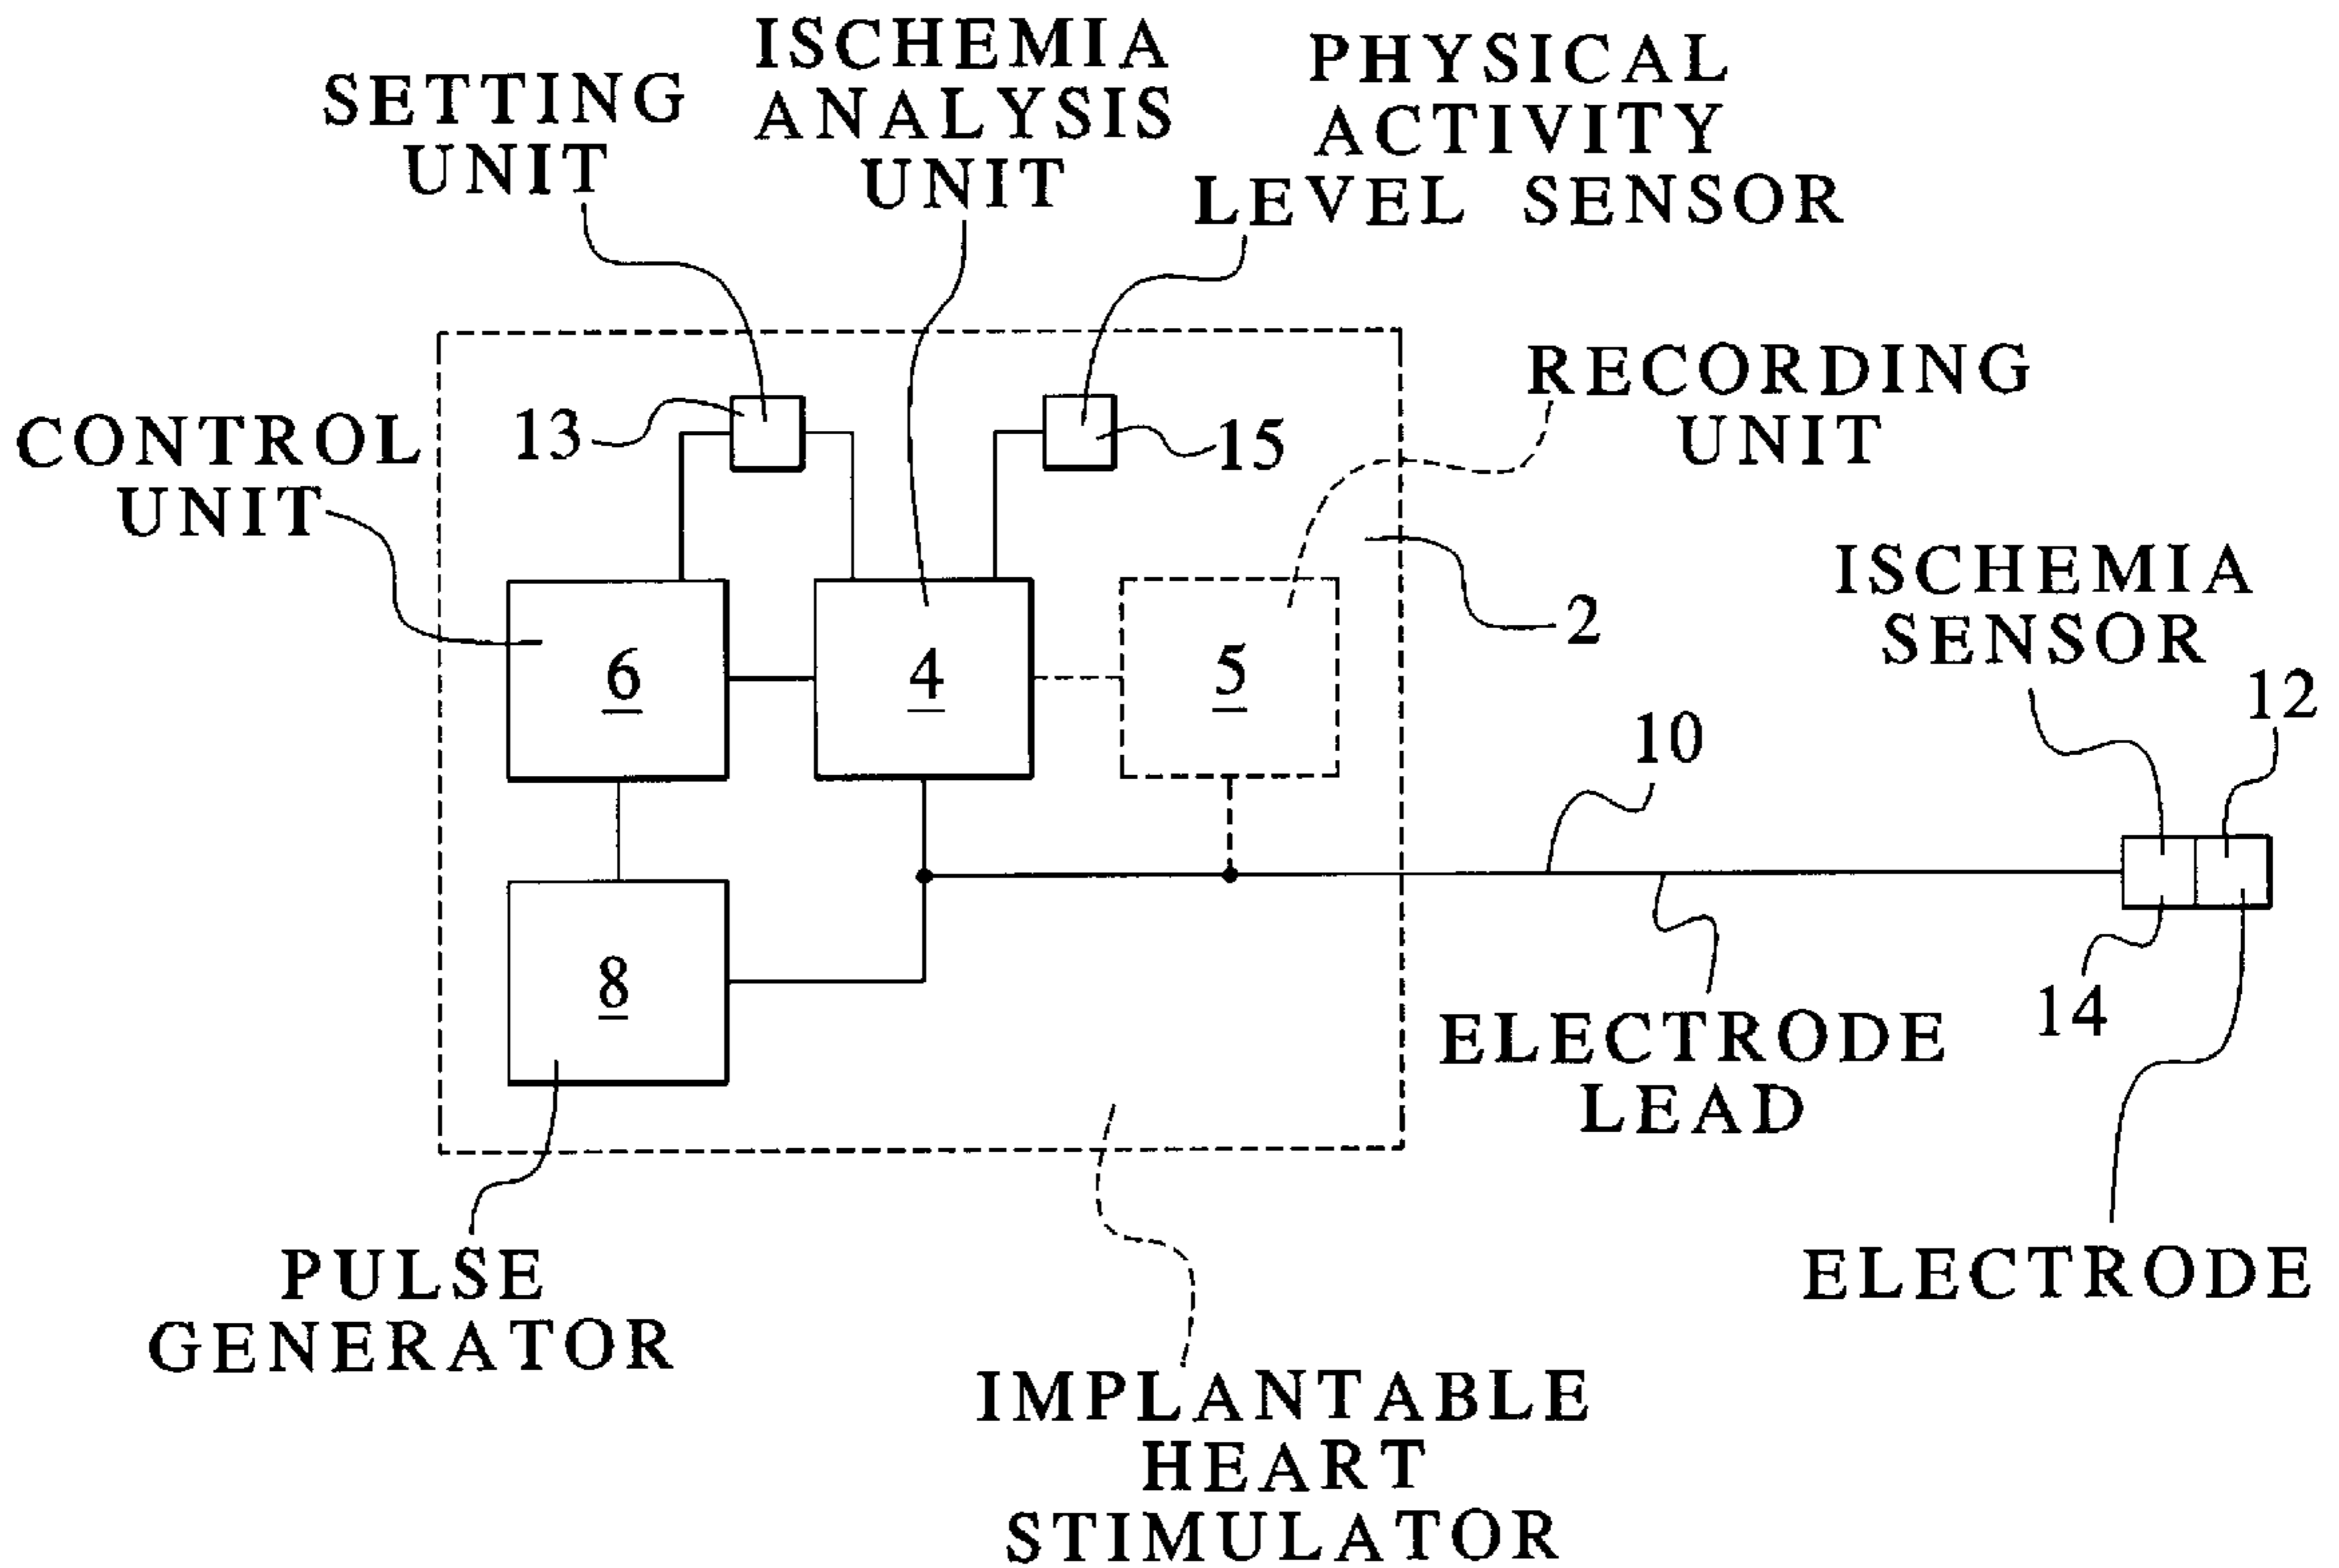 SETTING
UNIT
ISCHEMIA
ANALYSIS
UNIT
PHYSICAL
ACTIVITY
LEVEL SENSOR
CONTROL
UNIT
13
15
RECORDING
UNIT
2
ISCHEMIA
SENSOR
12
6
4
5
10
8
14
ELECTRODE
LEAD
ELECTRODE
PULSE
GENERATOR
IMPLANTABLE
HEART
STIMULATOR